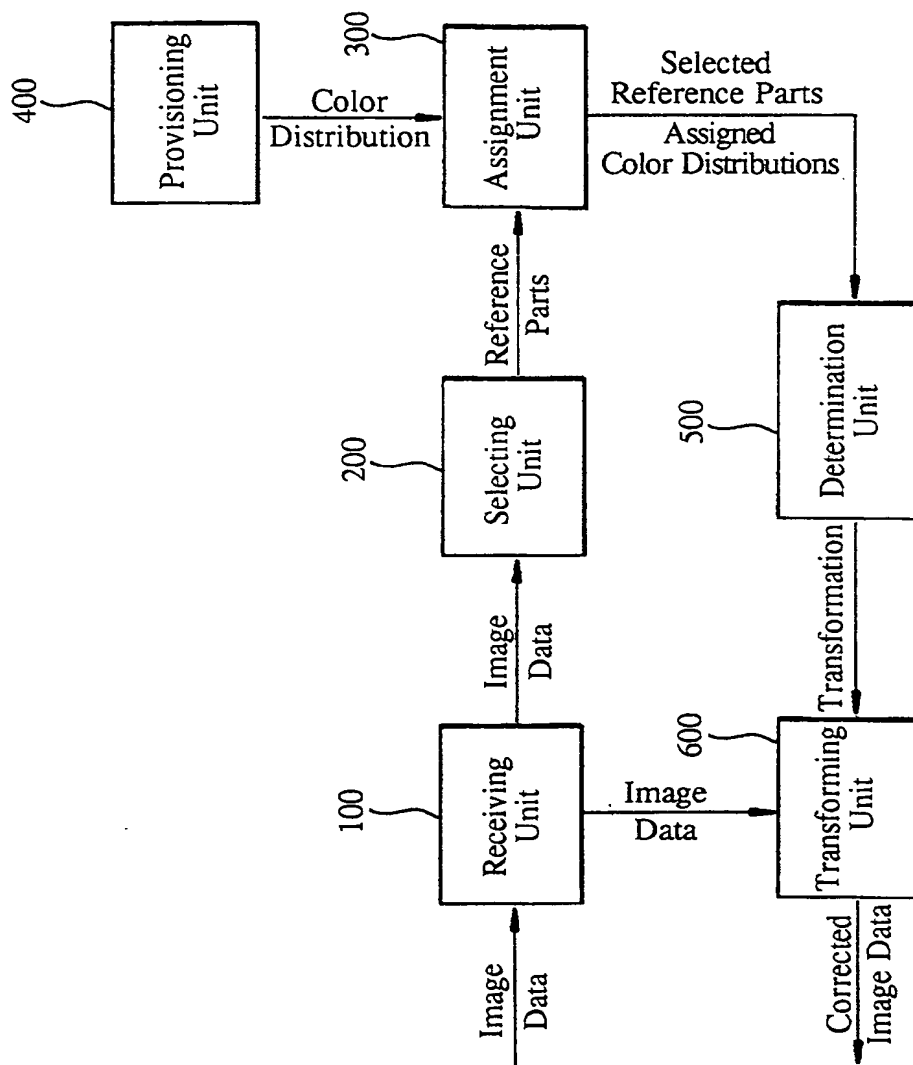 400
Provisioning
Unit
Color
Distribution
300
Assignment
Unit
Selected
Reference Parts
Assigned
Color Distributions
Reference
Parts
200
Selecting
Unit
Image
Data
100
Receiving
Unit
Image
Data
Image
Data
500
Determination
Unit
Transformation
600
Transforming
Unit
Corrected
Image Data